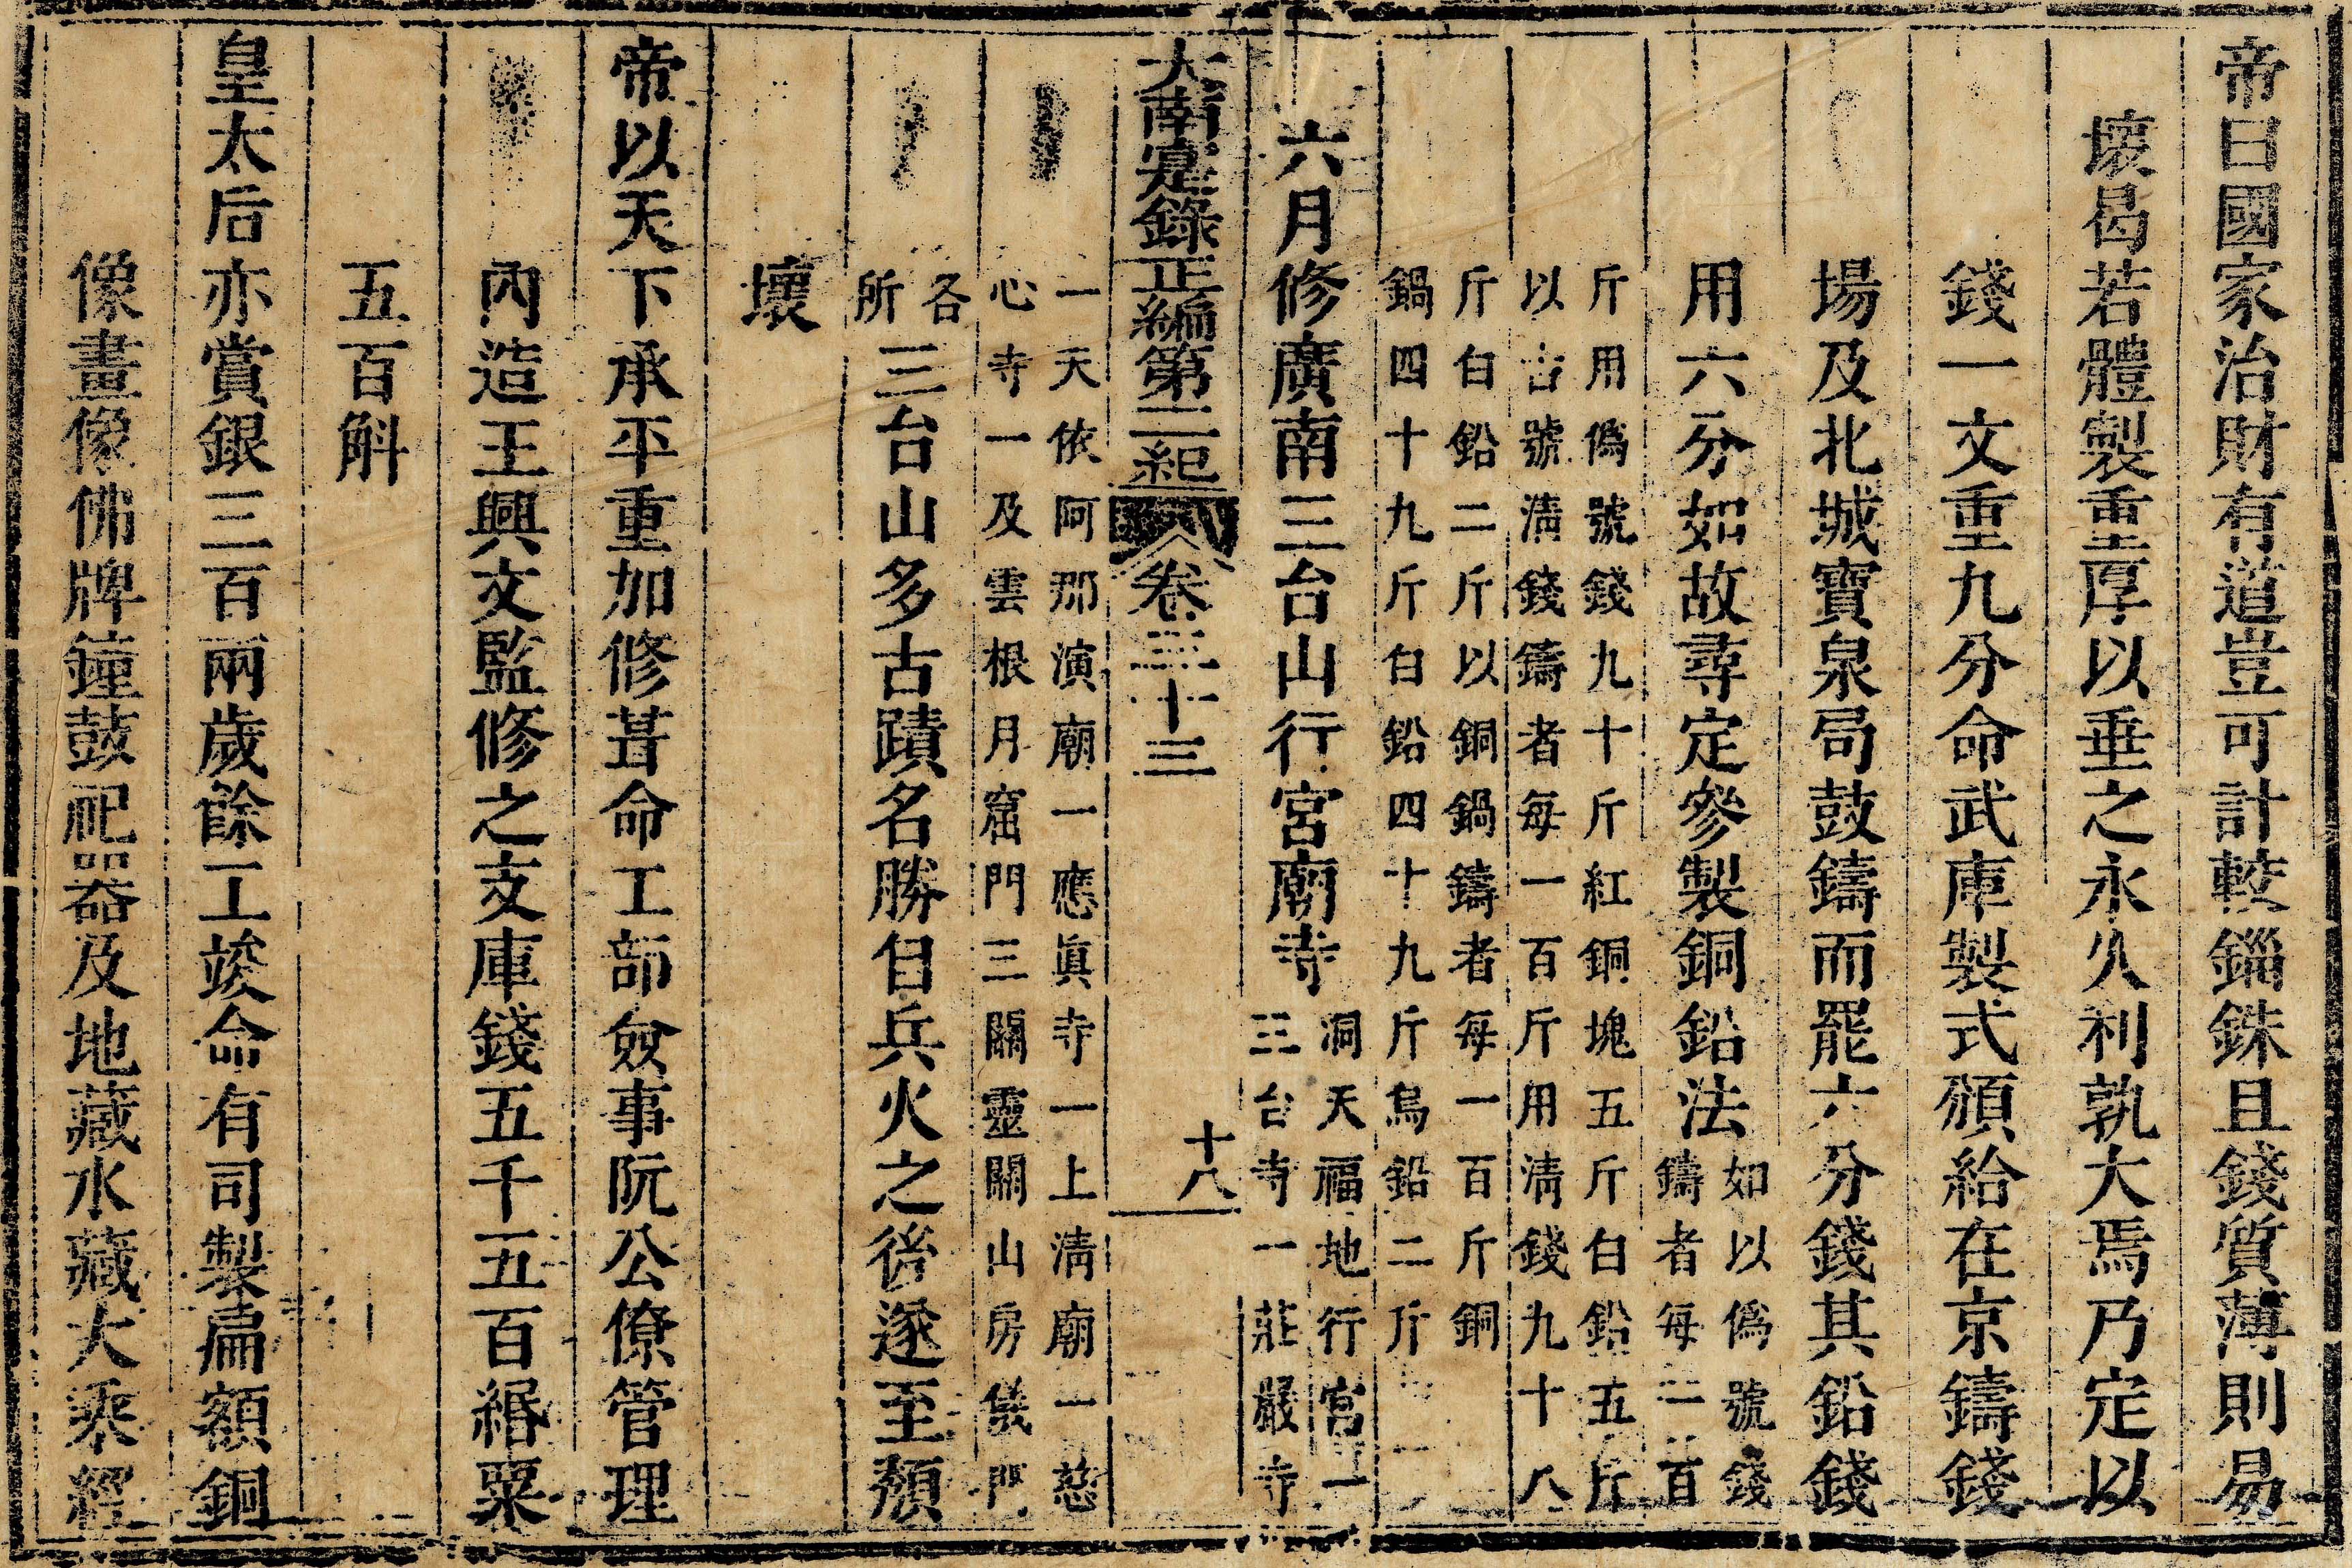 帝曰國家治財有道豈可計較錙銖且錢質薄則易
壞曷若體製重厚以垂之永久利孰大焉乃定以
錢一文重九分命武庫製式頒給在京鑄錢
場及北城寶泉局鼓鑄而罷六分錢其鉛錢
用六分如故尋定參製銅鉛法
如以偽號錢
鑄者每一百
斤用偽號錢九十斤紅銅塊五斤白鉛五斤
以古號淸錢鑄者每一百斤用淸錢九十八
斤白鉛二斤以銅鍋鑄者每一百斤銅
鍋四十九斤白鉛四十九斤烏鉛二斤
六月修廣南三台山行宮廟寺
洞天福地行宮一
三台寺一莊嚴寺
大南寔錄正編第二紀 卷三十三 十八
一天依阿那演廟一應眞寺一上淸廟一慈
心寺一及雲根月窟門三關靈關山房儀門
各
所
三台山多古蹟名勝自兵火之後遂至頹
壞
帝以天下承平重加修葺命工部僉事阮公僚管理
內造王興文監修之支庫錢五千五百緡粟
五百斛
皇太后亦賞銀三百兩歲餘工竣命有司製扁額銅
像畫像佛牌鐘鼓祀器及地藏水藏大乘經